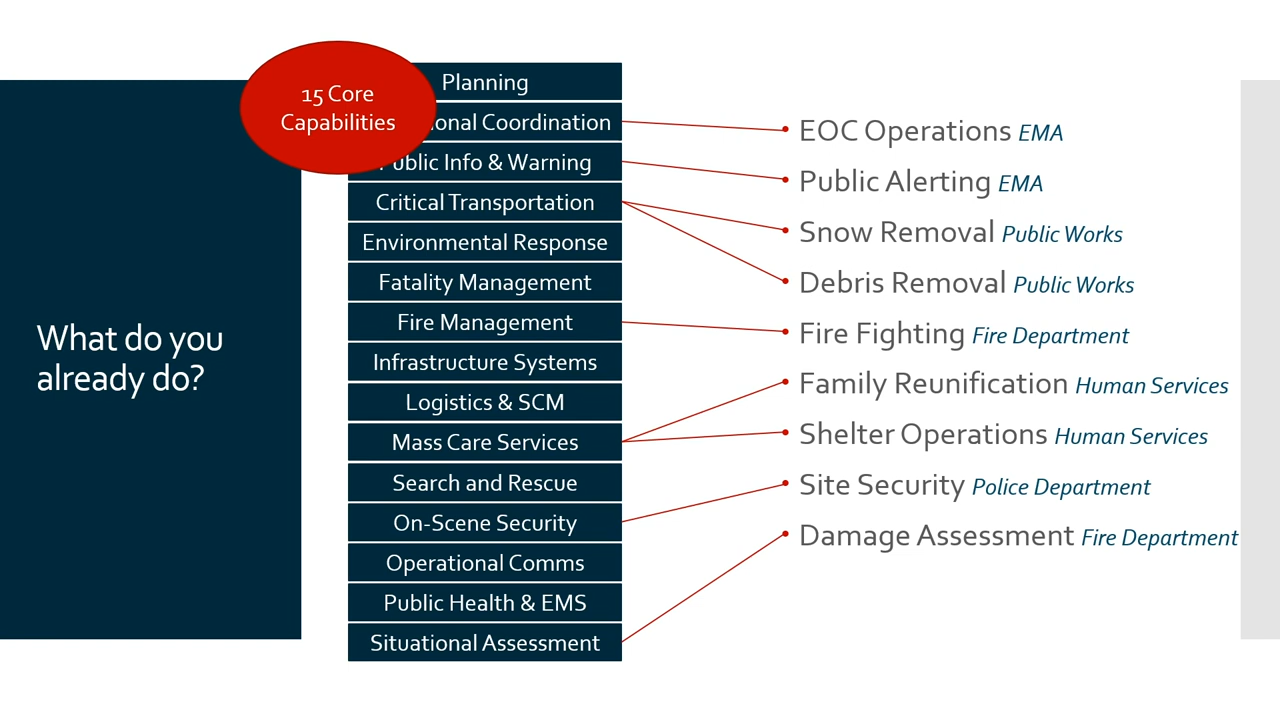 15 Core
Capabilities
Planning
onal Coordination
Public Info & Warning
Critical Transportation
Environmental Response
Fatality Management
Fire Management
Infrastructure Systems
Logistics & SCM
Mass Care Services
Search and Rescue
On-Scene Security
Operational Comms
Public Health & EMS
Situational Assessment
What do you
already do?
EOC Operations EMA
Public Alerting EMA
Snow Removal Public Works
Debris Removal Public Works
Fire Fighting Fire Department
Family Reunification Human Services
Shelter Operations Human Services
Site Security Police Department
Damage Assessment Fire Department